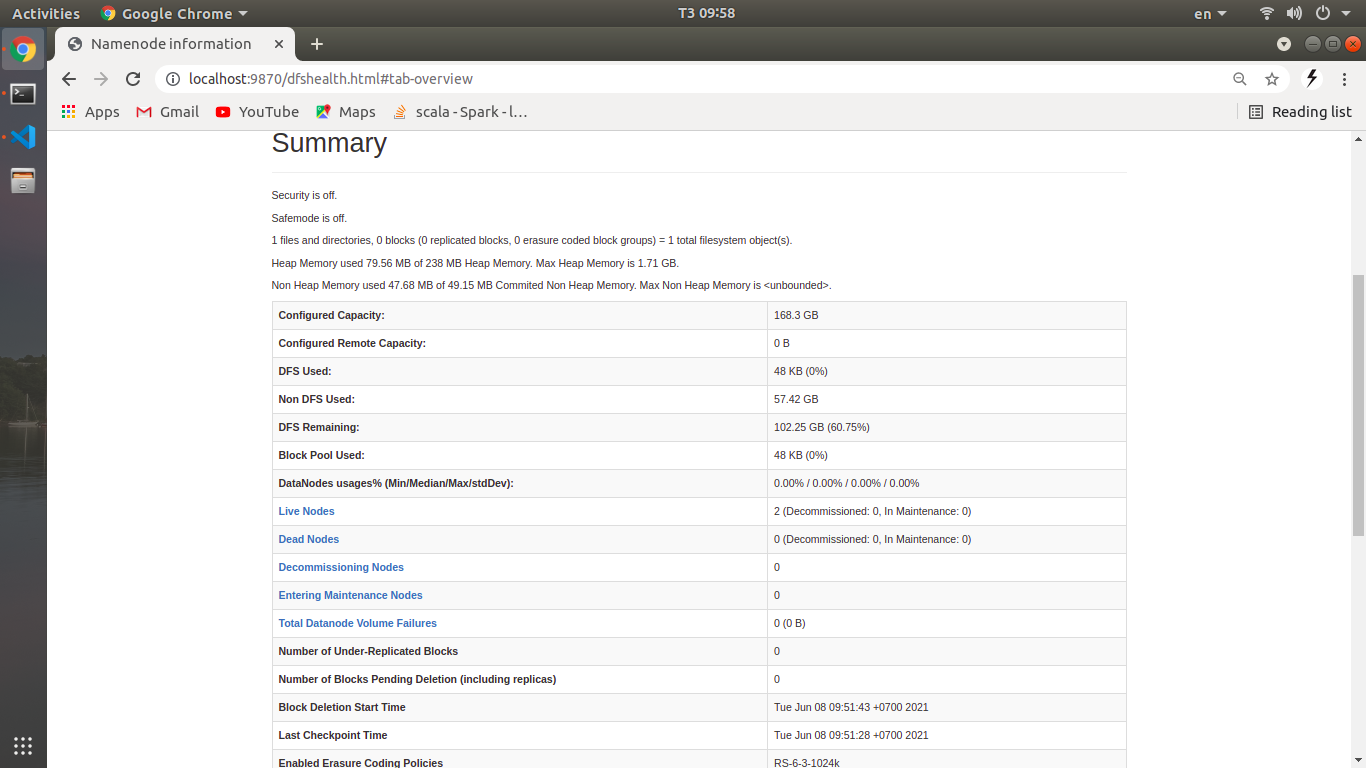 Activities Google Chrome T3 09:58 en
Namenode information
localhost:9870/dfshealth.html#tab-overview
Apps Gmail YouTube Maps scala - Spark - l… Reading list
Summary
Security is off.
Safemode is off.
1 files and directories, 0 blocks (0 replicated blocks, 0 erasure coded block groups) = 1 total filesystem object(s).
Heap Memory used 79.56 MB of 238 MB Heap Memory. Max Heap Memory is 1.71 GB.
Non Heap Memory used 47.68 MB of 49.15 MB Commited Non Heap Memory. Max Non Heap Memory is <unbounded>.
Configured Capacity: 168.3 GB
Configured Remote Capacity: 0 B
DFS Used: 48 KB (0%)
Non DFS Used: 57.42 GB
DFS Remaining: 102.25 GB (60.75%)
Block Pool Used: 48 KB (0%)
DataNodes usages% (Min/Median/Max/stdDev): 0.00% / 0.00% / 0.00% / 0.00%
Live Nodes 2 (Decommissioned: 0, In Maintenance: 0)
Dead Nodes 0 (Decommissioned: 0, In Maintenance: 0)
Decommissioning Nodes 0
Entering Maintenance Nodes 0
Total Datanode Volume Failures 0 (0 B)
Number of Under-Replicated Blocks 0
Number of Blocks Pending Deletion (including replicas) 0
Block Deletion Start Time Tue Jun 08 09:51:43 +0700 2021
Last Checkpoint Time Tue Jun 08 09:51:28 +0700 2021
Enabled Erasure Coding Policies RS-6-3-1024k